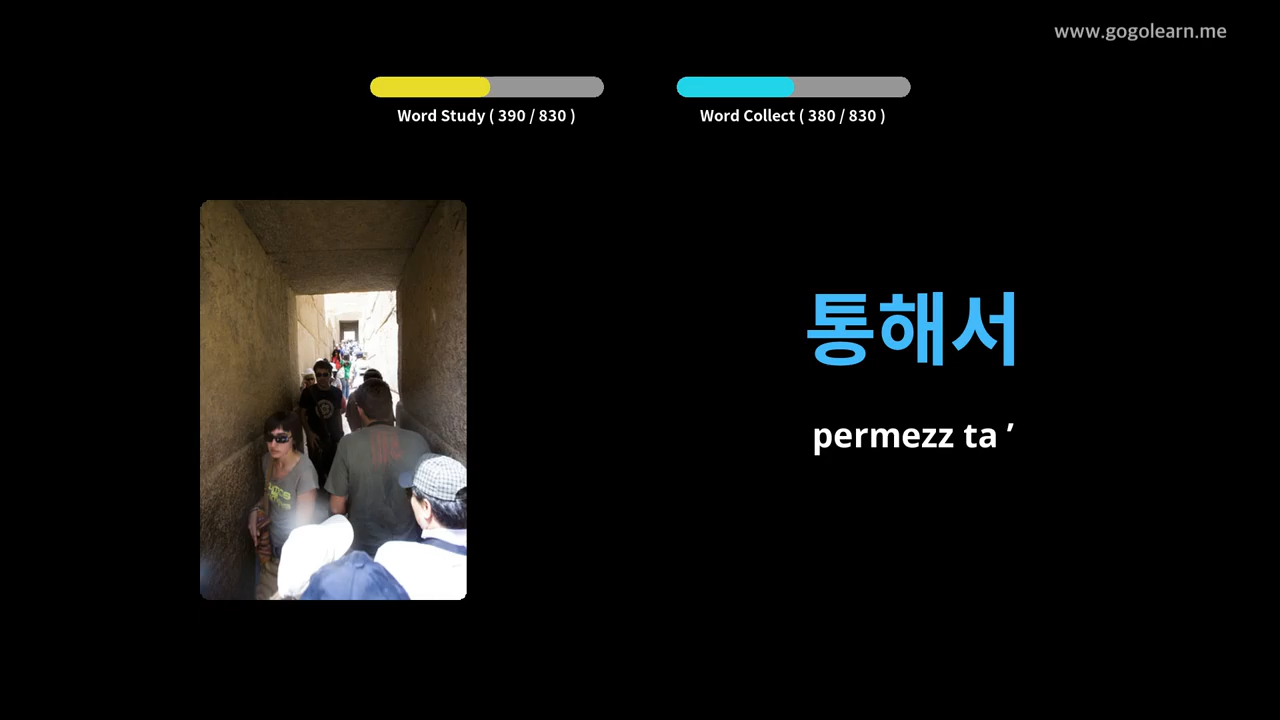 www.gogolearn.me
Word Study ( 390 / 830 )
Word Collect ( 380 / 830 )
통해서
permezz ta ’